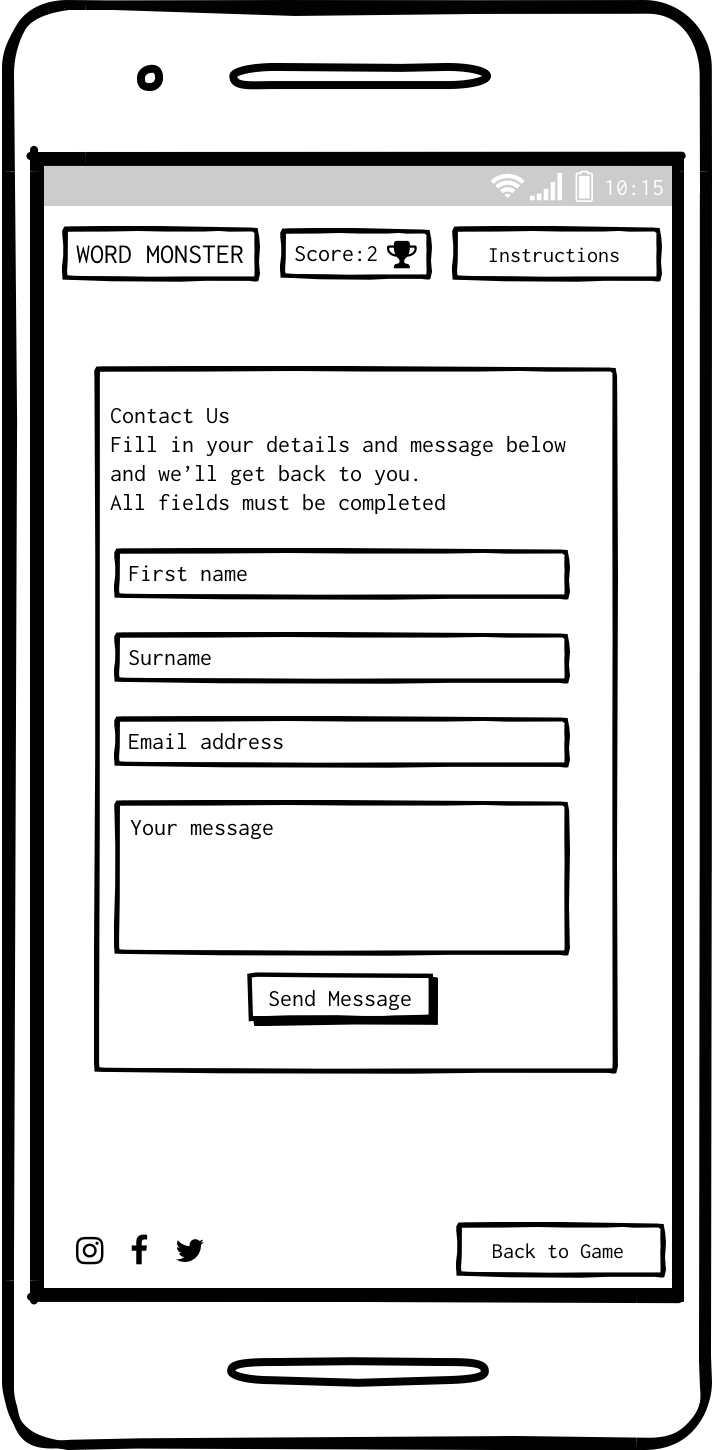 10:15
WORD MONSTER
Score:2
Instructions
Contact Us
Fill in your details and message below
and we’ll get back to you.
All fields must be completed
First name
Surname
Email address
Your message
Send Message
Back to Game